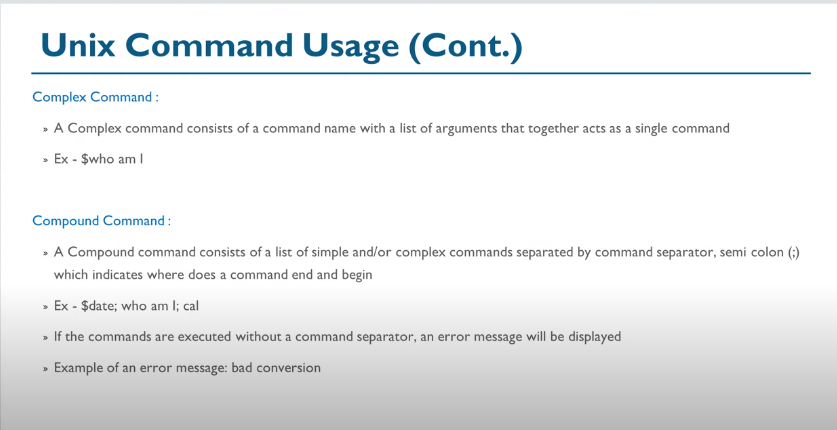 Unix Command Usage (Cont.)
Complex Command :
» A Complex command consists of a command name with a list of arguments that together acts as a single command
» Ex - $who am I
Compound Command :
» A Compound command consists of a list of simple and/or complex commands separated by command separator, semi colon (;)
which indicates where does a command end and begin
» Ex - $date; who am I; cal
» If the commands are executed without a command separator, an error message will be displayed
» Example of an error message: bad conversion